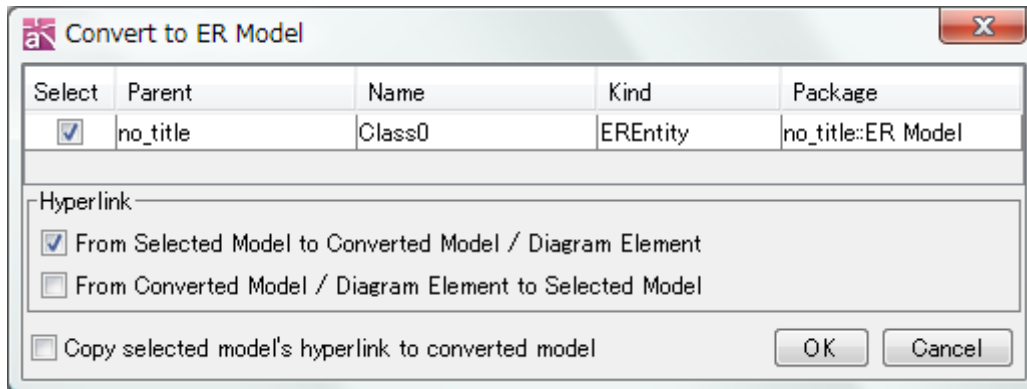 Convert to ER Model
Select Parent Name Kind Package
no_title Class0 EREntity no_title::ER Model
Hyperlink
From Selected Model to Converted Model / Diagram Element
From Converted Model / Diagram Element to Selected Model
Copy selected model's hyperlink to converted model OK Cancel